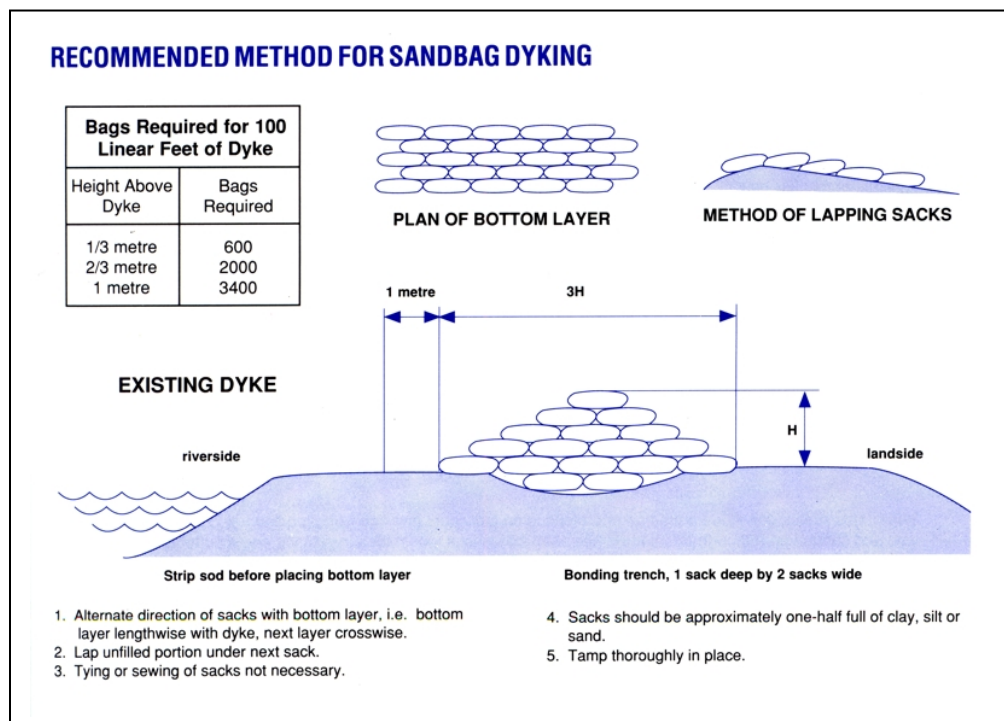 RECOMMENDED METHOD FOR SANDBAG DYKING
Bags Required for 100
Linear Feet of Dyke
Height Above
Dyke
Bags
Required
1/3 metre 600
2/3 metre 2000
1 metre 3400
PLAN OF BOTTOM LAYER
METHOD OF LAPPING SACKS
1 metre
3H
EXISTING DYKE
H
riverside
landside
Strip sod before placing bottom layer
Bonding trench, 1 sack deep by 2 sacks wide
1. Alternate direction of sacks with bottom layer, i.e. bottom
layer lengthwise with dyke, next layer crosswise.
2. Lap unfilled portion under next sack.
3. Tying or sewing of sacks not necessary.
4. Sacks should be approximately one-half full of clay, silt or
sand.
5. Tamp thoroughly in place.